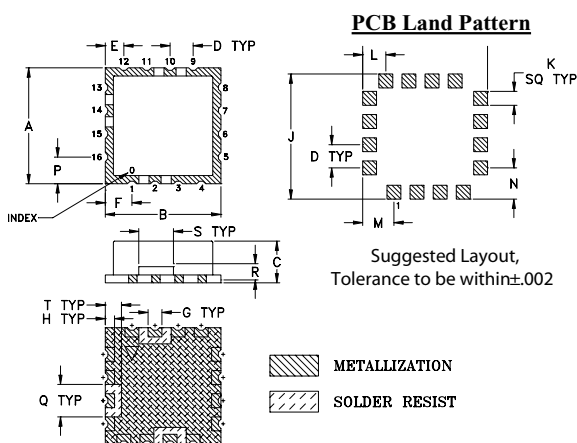 PCB Land Pattern
E
D TYP
12 11 10 9
13
14
15
16
8
7
6
5
A
P
0
1 2 3 4
INDEX
F
B
L
K
SQ TYP
J
D TYP
N
1
M
S TYP
C
R
Suggested Layout,
Tolerance to be within±.002
T TYP
H TYP
G TYP
Q TYP
METALLIZATION
SOLDER RESIST